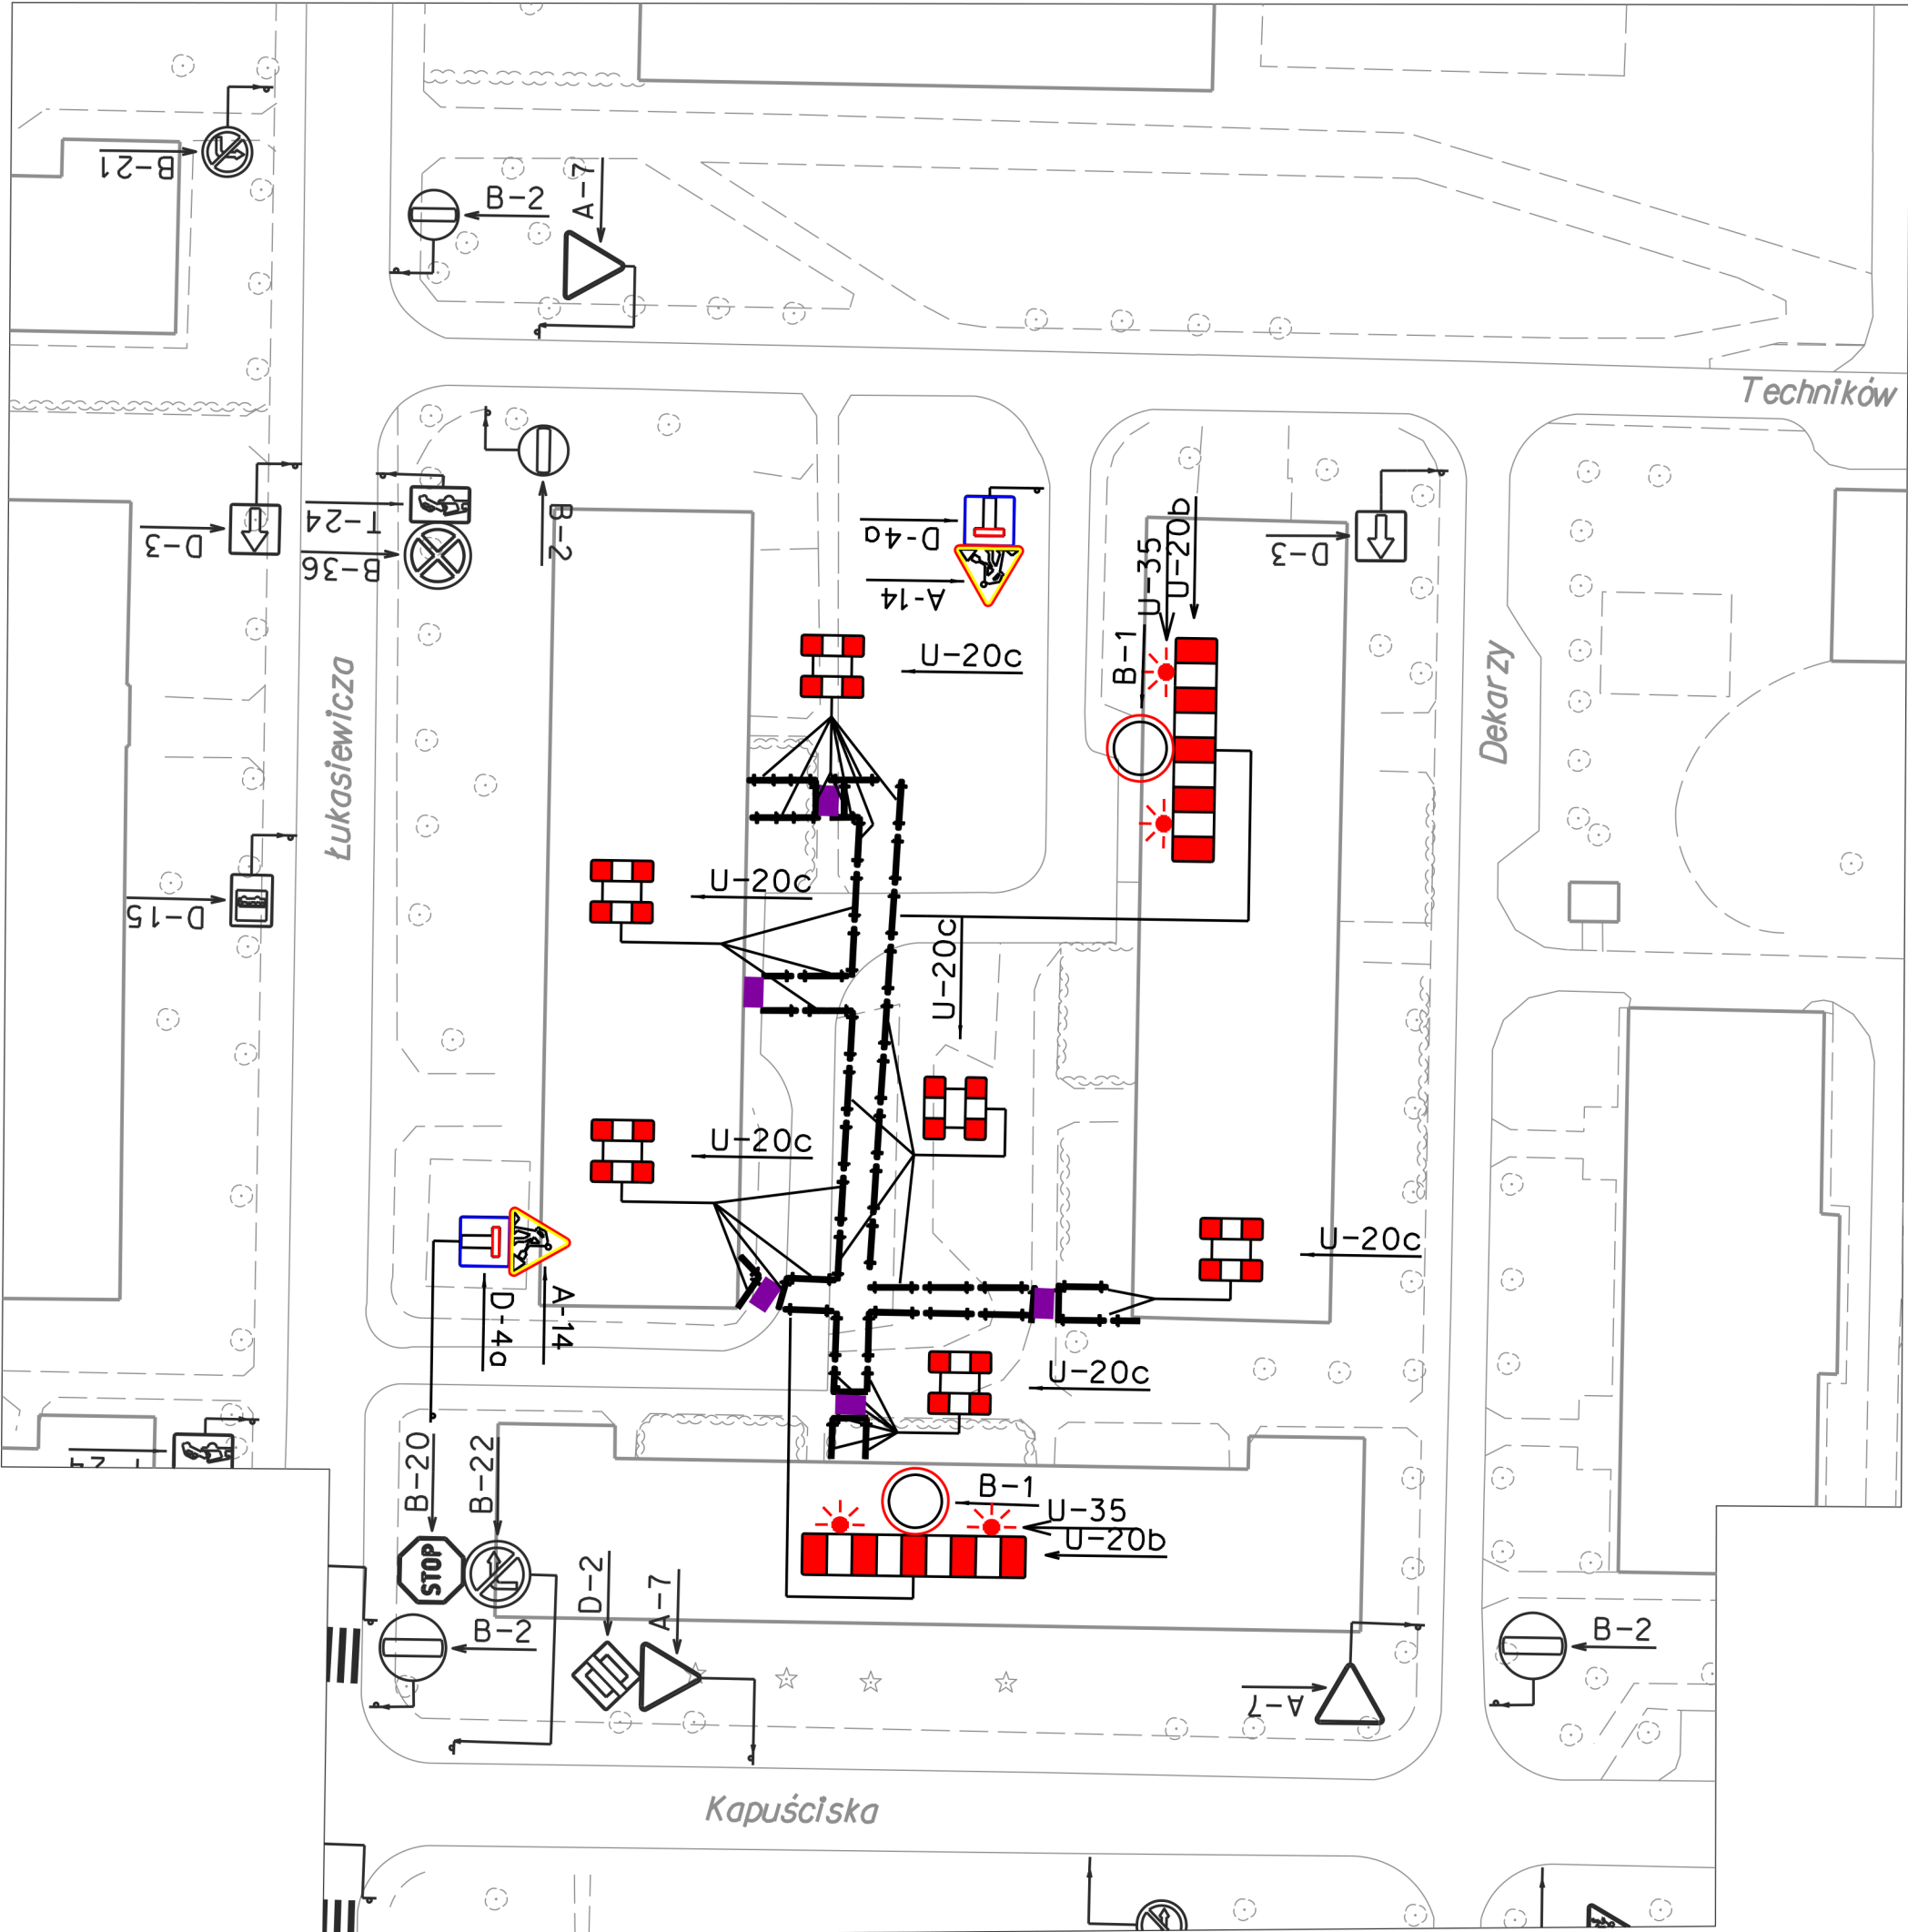 B-21
B-2
A-7
Techników
T-24
D-3
B-36
B-2
D-4a
A-14
U-35
U-20b
D-3
B-1
U-20c
Łukasiewicza
Dekarzy
U-20c
D-15
U-20c
U-20c
U-20c
D-4a
A-14
U-20c
B-20
B-22
B-1
U-35
U-20b
STOP
D-2
A-7
B-2
B-2
A-7
Kapuściska